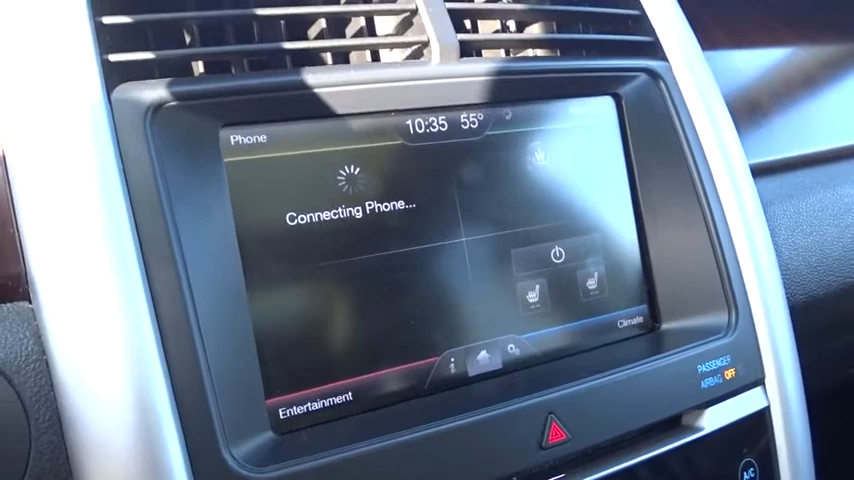 Phone
10:35 55°
Connecting Phone...
Climate
Entertainment
PASSENGER
AIRBAG OFF
A/C